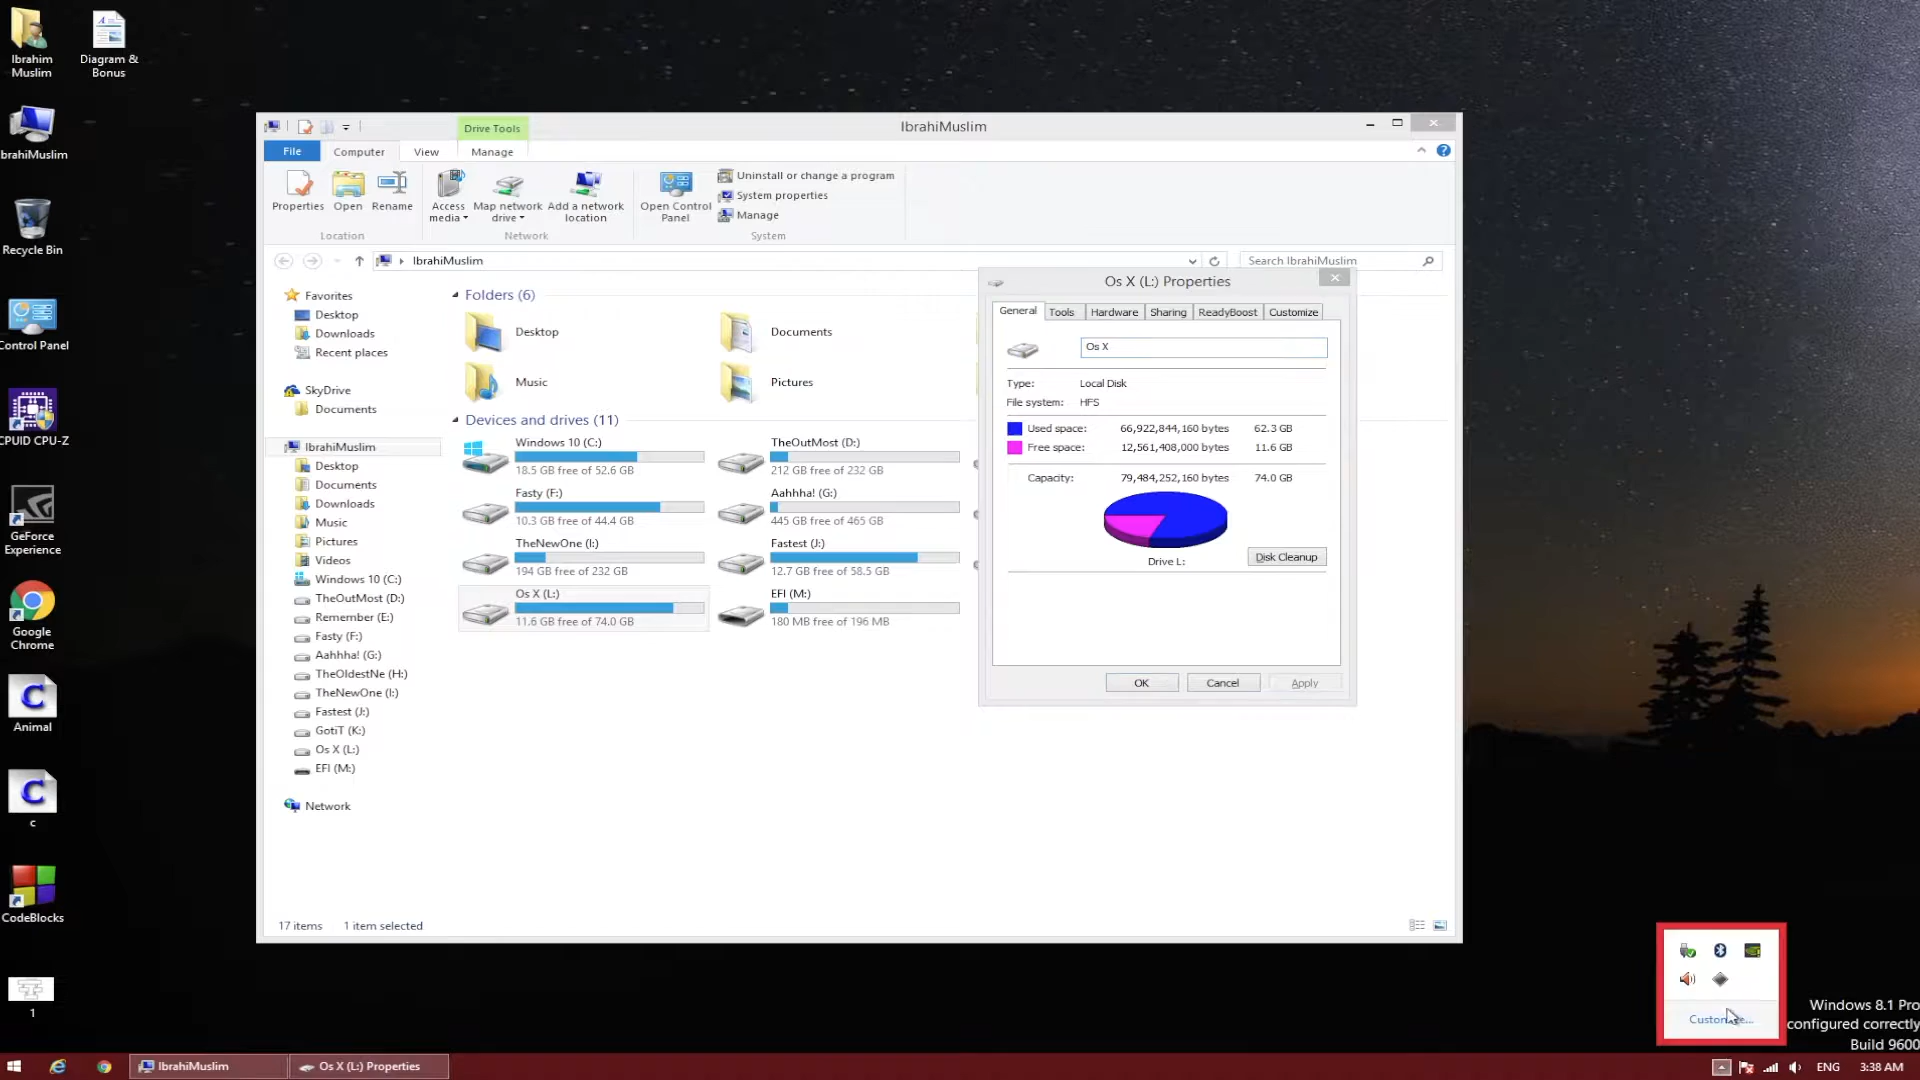 Ibrahim
Muslim
Diagram &
Bonus
brahiMuslim
Recycle Bin
Control Panel
CPUID CPU-Z
GeForce
Experience
Google
Chrome
Animal
c
CodeBlocks
1
Drive Tools
IbrahiMuslim
File
Computer
View
Manage
Properties
Open
Rename
Access
media
Map network
drive
Add a network
location
Open Control
Panel
Uninstall or change a program
System properties
Manage
Location
Network
System
IbrahiMuslim
Search IbrahiMuslim
Favorites
Desktop
Downloads
Recent places
SkyDrive
Documents
IbrahiMuslim
Desktop
Documents
Downloads
Music
Pictures
Videos
Windows 10 (C:)
TheOutMost (D:)
Remember (E:)
Fasty (F:)
Aahhha! (G:)
TheOldestNe (H:)
TheNewOne (I:)
Fastest (J:)
GotiT (K:)
Os X (L:)
EFI (M:)
Network
Folders (6)
Desktop
Documents
Music
Pictures
Devices and drives (11)
Windows 10 (C:)
18.5 GB free of 52.6 GB
TheOutMost (D:)
212 GB free of 232 GB
Fasty (F:)
10.3 GB free of 44.4 GB
Aahhha! (G:)
445 GB free of 465 GB
TheNewOne (I:)
194 GB free of 232 GB
Fastest (J:)
12.7 GB free of 58.5 GB
Os X (L:)
11.6 GB free of 74.0 GB
EFI (M:)
180 MB free of 196 MB
17 items
1 item selected
Os X (L:) Properties
General
Tools
Hardware
Sharing
ReadyBoost
Customize
Os X
Type: Local Disk
File system: HFS
Used space: 66,922,844,160 bytes 62.3 GB
Free space: 12,561,408,000 bytes 11.6 GB
Capacity: 79,484,252,160 bytes 74.0 GB
Drive L:
Disk Cleanup
OK
Cancel
Apply
Windows 8.1 Pro
configured correctly
Build 9600
IbrahiMuslim
Os X (L:) Properties
ENG
3:38 AM